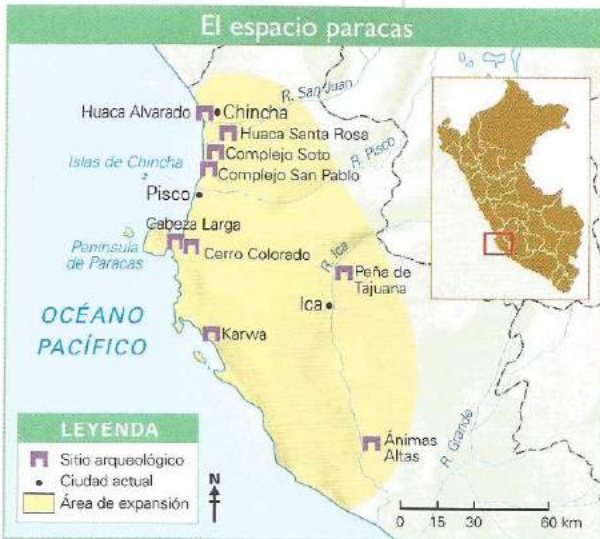 El espacio paracas
R. San Juan
Huaca Alvarado
Chincha
Huaca Santa Rosa
Islas de Chincha
Complejo Soto
R. Pisco
Complejo San Pablo
Pisco
Cabeza Larga
Península
de Paracas
Cerro Colorado
R. Ica
Peña de
Tajuana
Ica
OCÉANO
PACÍFICO
Karwa
LEYENDA
Sitio arqueológico
Ciudad actual
Área de expansión
N
Ánimas
Altas
R. Grande
0 15 30 60 km